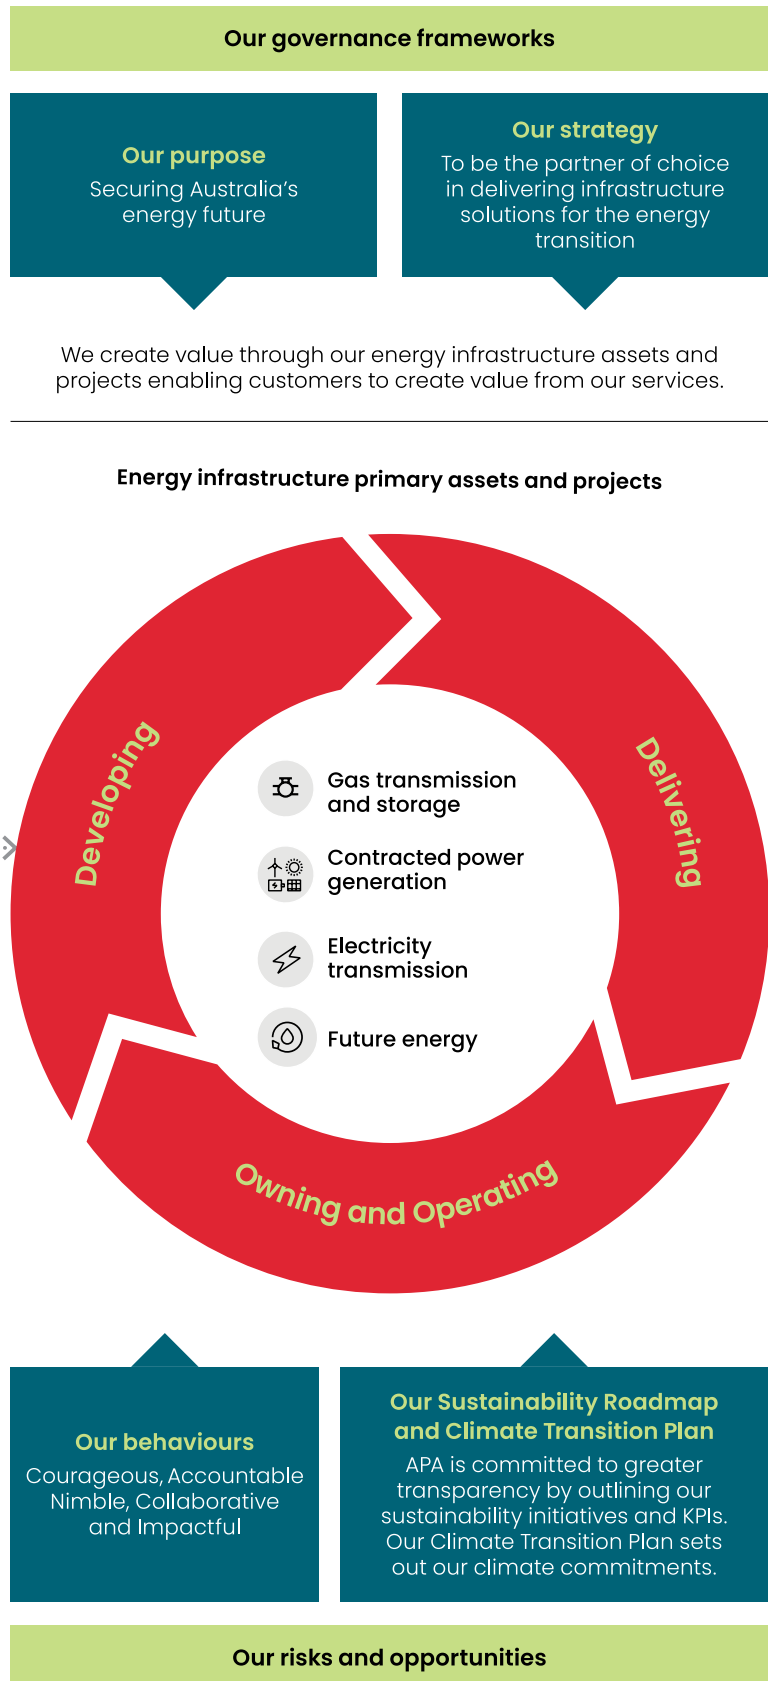 Our governance frameworks
Our purpose
Securing Australia's
energy future
Our strategy
To be the partner of choice
in delivering infrastructure
solutions for the energy
transition
We create value through our energy infrastructure assets and
projects enabling customers to create value from our services.
Energy infrastructure primary assets and projects
Developing
Delivering
Gas transmission
and storage
Contracted power
generation
Electricity
transmission
Future energy
Owning and Operating
Our behaviours
Courageous, Accountable
Nimble, Collaborative
and Impactful
Our Sustainability Roadmap
and Climate Transition Plan
APA is committed to greater
transparency by outlining our
sustainability initiatives and KPIs.
Our Climate Transition Plan sets
out our climate commitments.
Our risks and opportunities